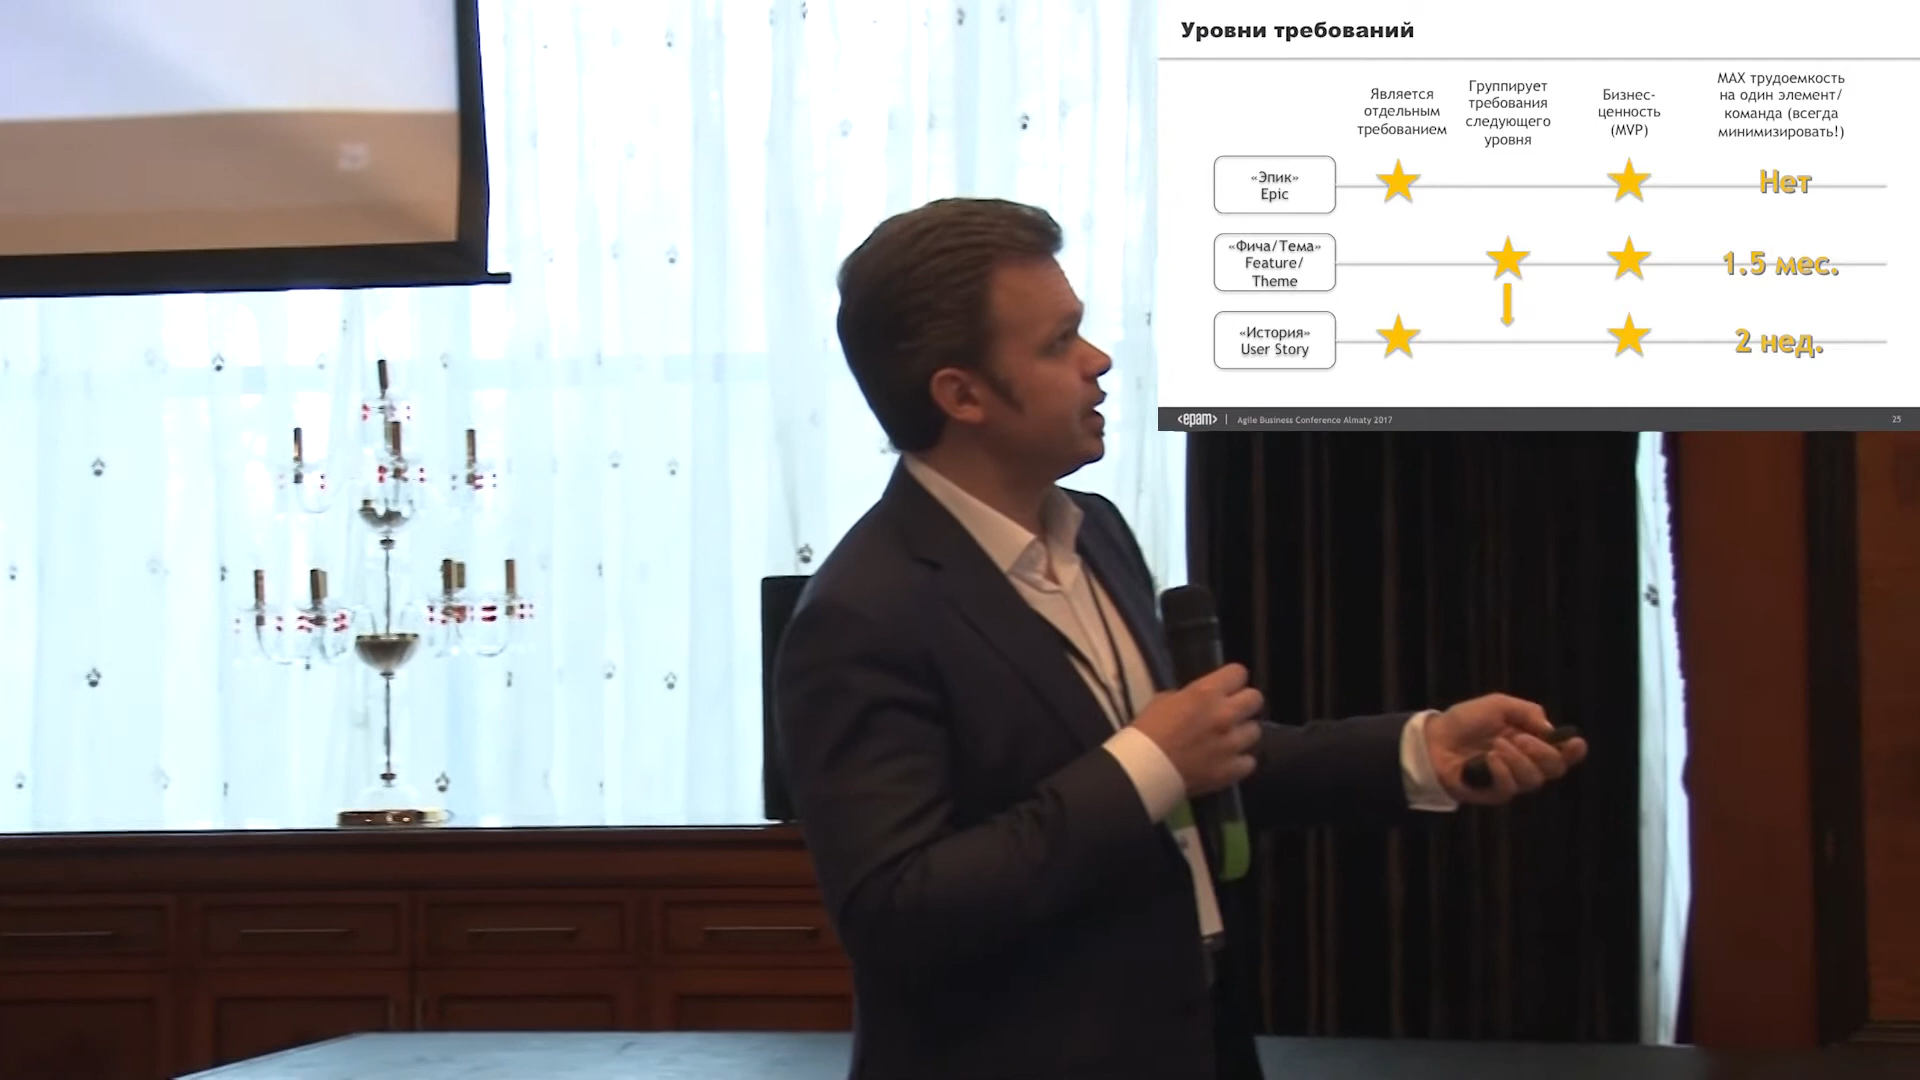 Уровни требований
Является
отдельным
требованием
Группирует
требования
следующего
уровня
Бизнес-
ценность
(MVP)
MAX трудоемкость
на один элемент/
команда (всегда
минимизировать!)
«Эпик»
Epic
Нет
«Фича/Тема»
Feature/
Theme
1.5 мес.
«История»
User Story
2 нед.
<epam> | Agile Business Conference Almaty 2017
25